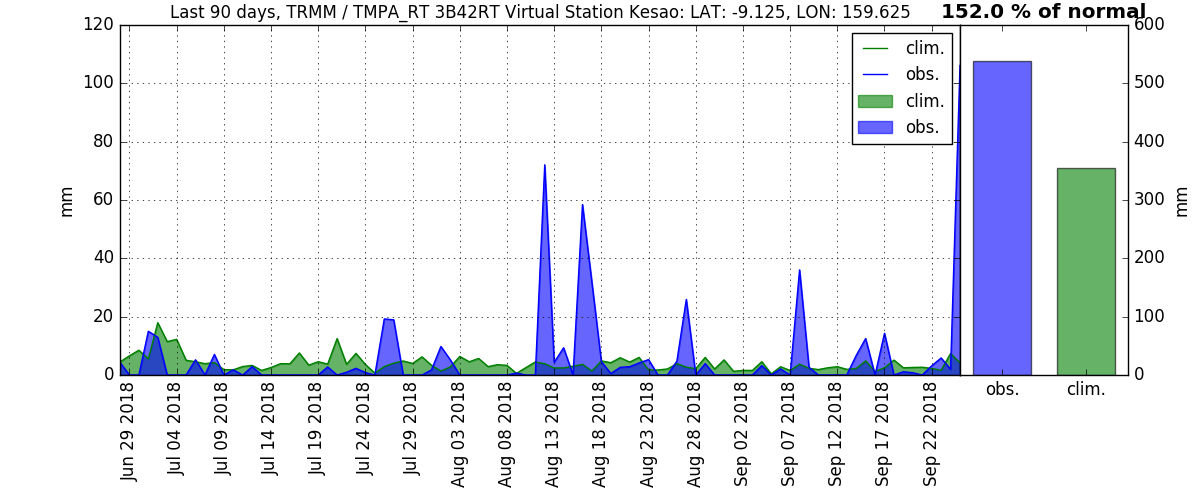 Last 90 days, TRMM / TMPA_RT 3B42RT Virtual Station Kesao: LAT: -9.125, LON: 159.625
152.0 % of normal
120
100
80
60
40
20
0
mm
clim.
obs.
clim.
obs.
600
500
400
300
200
100
0
mm
Jun 29 2018
Jul 04 2018
Jul 09 2018
Jul 14 2018
Jul 19 2018
Jul 24 2018
Jul 29 2018
Aug 03 2018
Aug 08 2018
Aug 13 2018
Aug 18 2018
Aug 23 2018
Aug 28 2018
Sep 02 2018
Sep 07 2018
Sep 12 2018
Sep 17 2018
Sep 22 2018
obs.
clim.